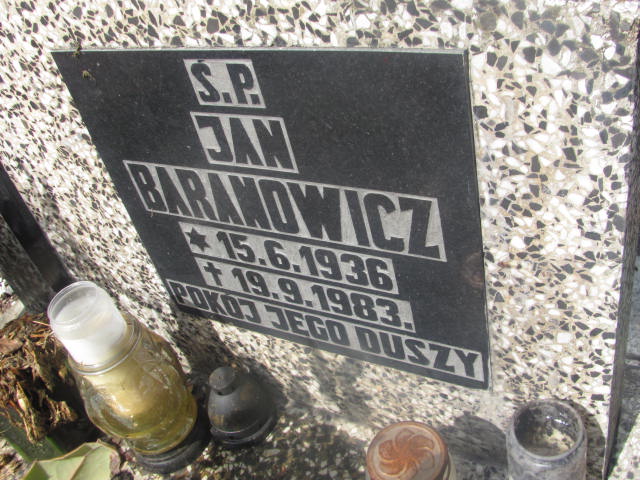 Ś.P.
JAN
BARANOWICZ
* 15.6.1936
† 19.9.1983.
POKÓJ JEGO DUSZY